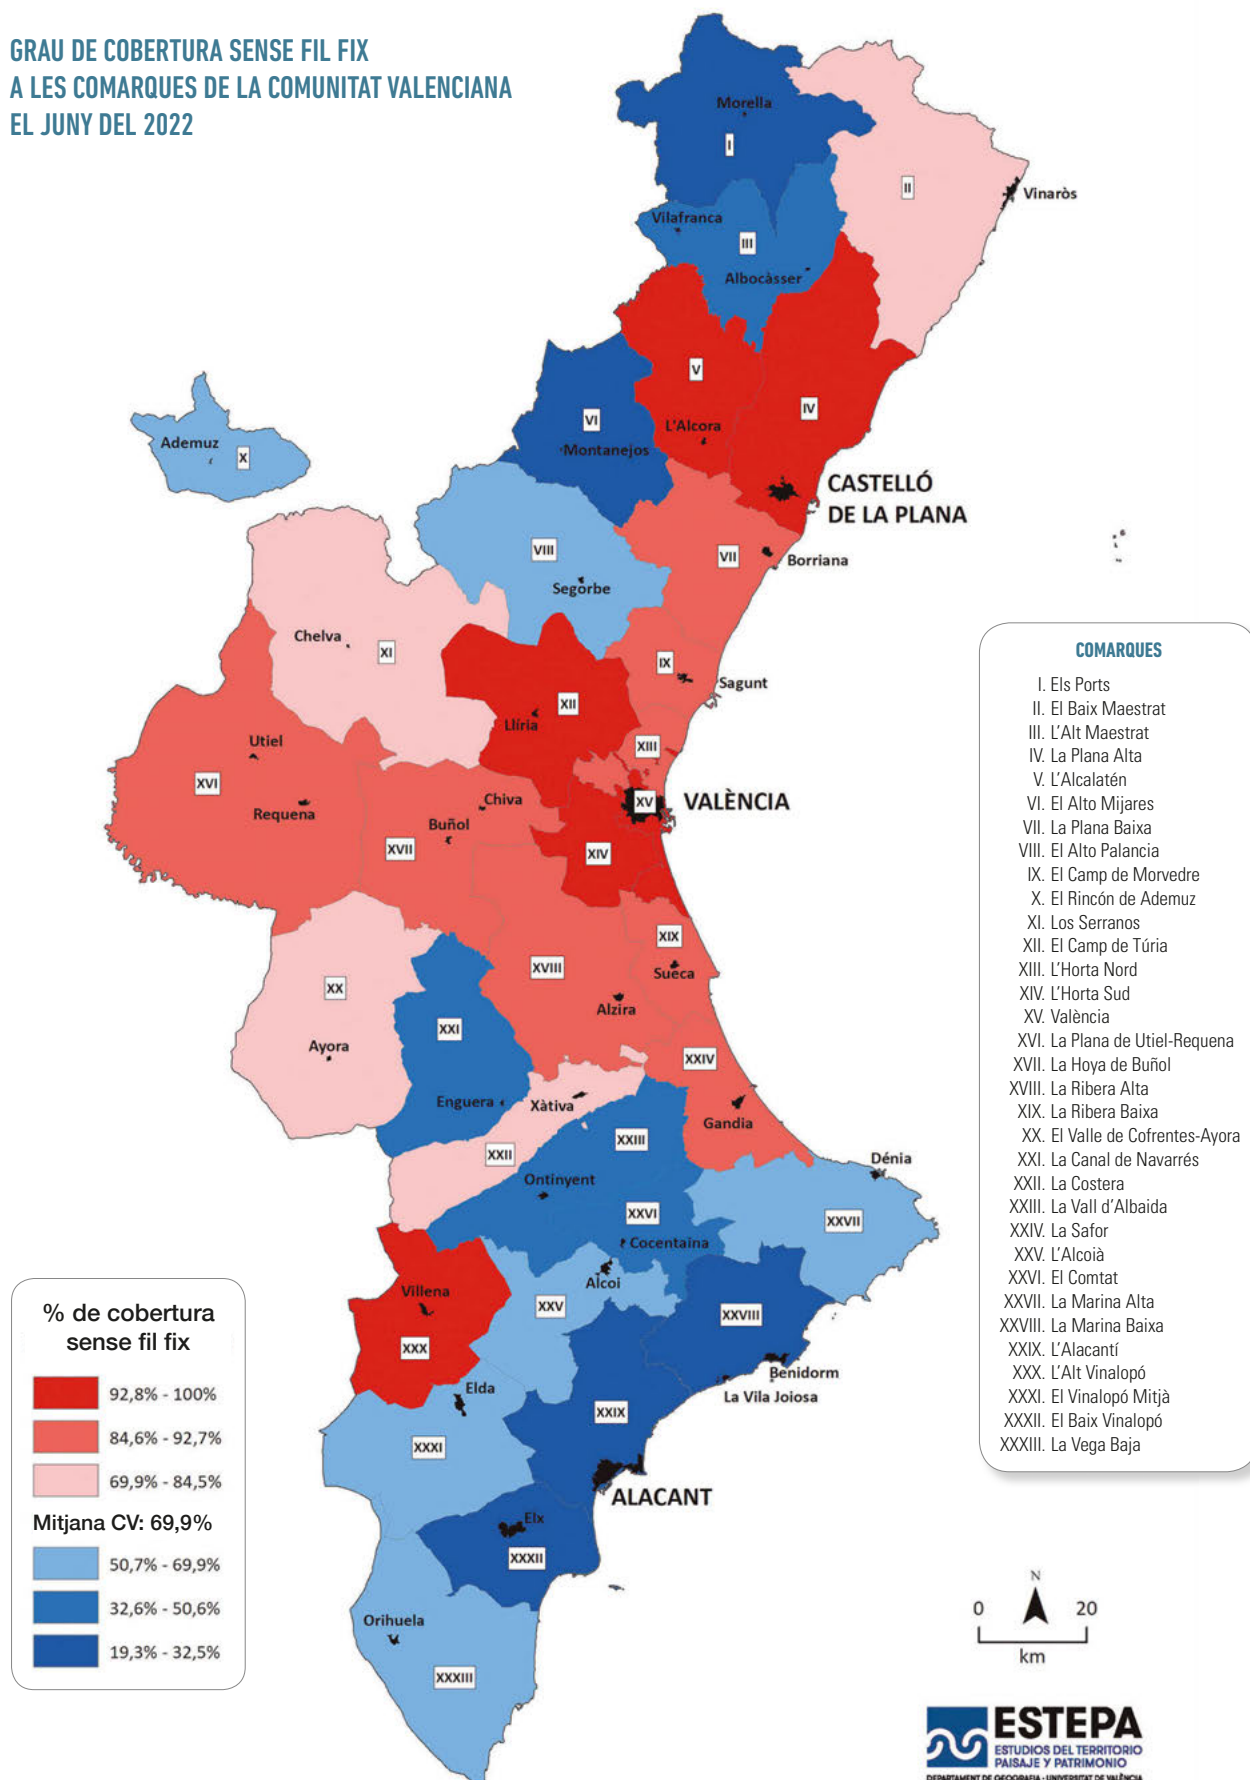 GRAU DE COBERTURA SENSE FIL FIX
A LES COMARQUES DE LA COMUNITAT VALENCIANA
EL JUNY DEL 2022
Morella
I
II
Vinaròs
Vilafranca
III
Albocàsser
V
IV
L'Alcora
VI
Montanejos
Ademuz
X
CASTELLÓ
DE LA PLANA
VIII
VII
Borriana
Segorbe
Chelva
XI
IX
Sagunt
XII
Llíria
Utiel
XIII
XVI
Requena
Chiva
XV
VALÈNCIA
Buñol
XVII
XIV
XIX
XVIII
Sueca
XX
Alzira
XXI
Ayora
XXIV
Enguera
Xàtiva
Gandia
XXIII
XXII
Dénia
Ontinyent
XXVI
XXVII
Cocentaina
Alcoi
Villena
XXV
XXVIII
XXX
Benidorm
Elda
La Vila Joiosa
XXIX
XXXI
ALACANT
Elx
XXXII
Orihuela
XXXIII
COMARQUES
I. Els Ports
II. El Baix Maestrat
III. L'Alt Maestrat
IV. La Plana Alta
V. L'Alcalatén
VI. El Alto Mijares
VII. La Plana Baixa
VIII. El Alto Palancia
IX. El Camp de Morvedre
X. El Rincón de Ademuz
XI. Los Serranos
XII. El Camp de Túria
XIII. L'Horta Nord
XIV. L'Horta Sud
XV. València
XVI. La Plana de Utiel-Requena
XVII. La Hoya de Buñol
XVIII. La Ribera Alta
XIX. La Ribera Baixa
XX. El Valle de Cofrentes-Ayora
XXI. La Canal de Navarrés
XXII. La Costera
XXIII. La Vall d'Albaida
XXIV. La Safor
XXV. L'Alcoià
XXVI. El Comtat
XXVII. La Marina Alta
XXVIII. La Marina Baixa
XXIX. L'Alacantí
XXX. L'Alt Vinalopó
XXXI. El Vinalopó Mitjà
XXXII. El Baix Vinalopó
XXXIII. La Vega Baja
% de cobertura
sense fil fix
92,8% - 100%
84,6% - 92,7%
69,9% - 84,5%
Mitjana CV: 69,9%
50,7% - 69,9%
32,6% - 50,6%
19,3% - 32,5%
N
0 20
km
ESTEPA
ESTUDIOS DEL TERRITORIO
PAISAJE Y PATRIMONIO
DEPARTAMENT DE GEOGRAFIA - UNIVERSITAT DE VALÈNCIA